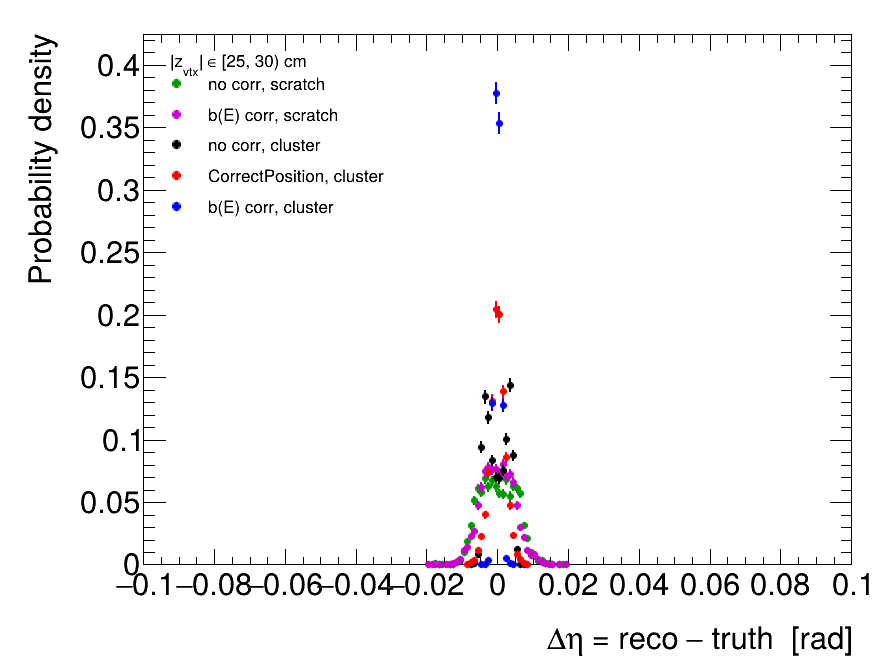 Probability density
|z_vtx| ∈ [25, 30) cm
no corr, scratch
b(E) corr, scratch
no corr, cluster
CorrectPosition, cluster
b(E) corr, cluster
0.4
0.35
0.3
0.25
0.2
0.15
0.1
0.05
0
−0.1 −0.08 −0.06 −0.04 −0.02 0 0.02 0.04 0.06 0.08 0.1
Δη = reco − truth [rad]